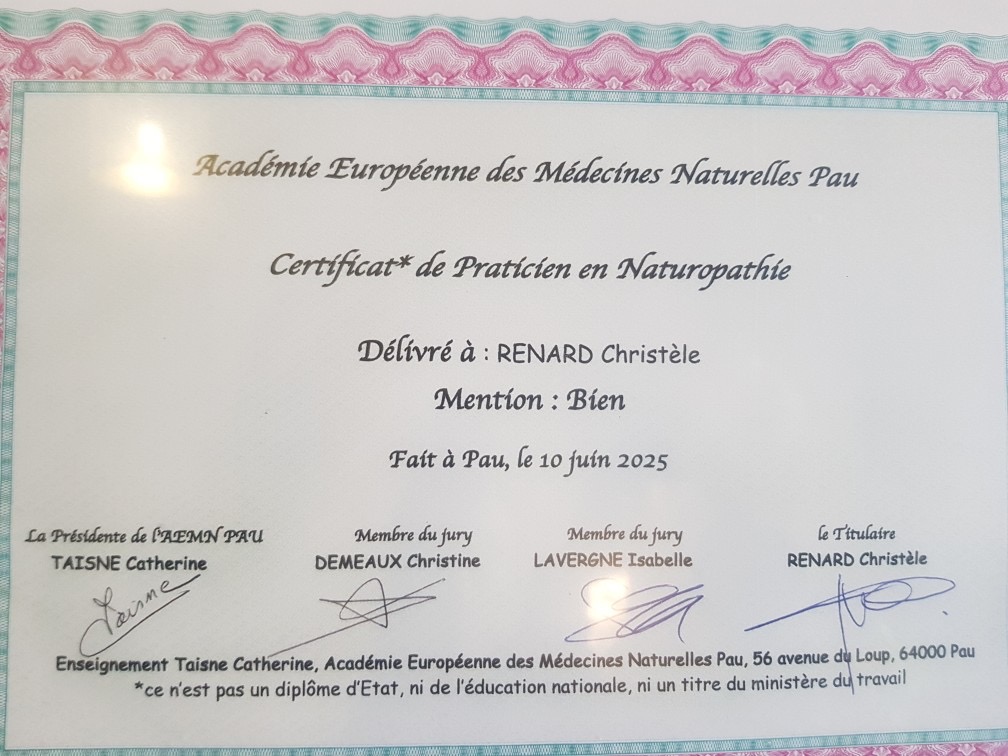 Académie Européenne des Médecines Naturelles Pau
Certificat* de Praticien en Naturopathie
Délivré à : RENARD Christèle
Mention : Bien
Fait à Pau, le 10 juin 2025
La Présidente de l'AEMN PAU
TAISNE Catherine
Taisne
Membre du jury
DEMEAUX Christine
Membre du jury
LAVERGNE Isabelle
le Titulaire
RENARD Christèle
Enseignement Taisne Catherine, Académie Européenne des Médecines Naturelles Pau, 56 avenue du Loup, 64000 Pau
*ce n'est pas un diplôme d'Etat, ni de l'éducation nationale, ni un titre du ministère du travail